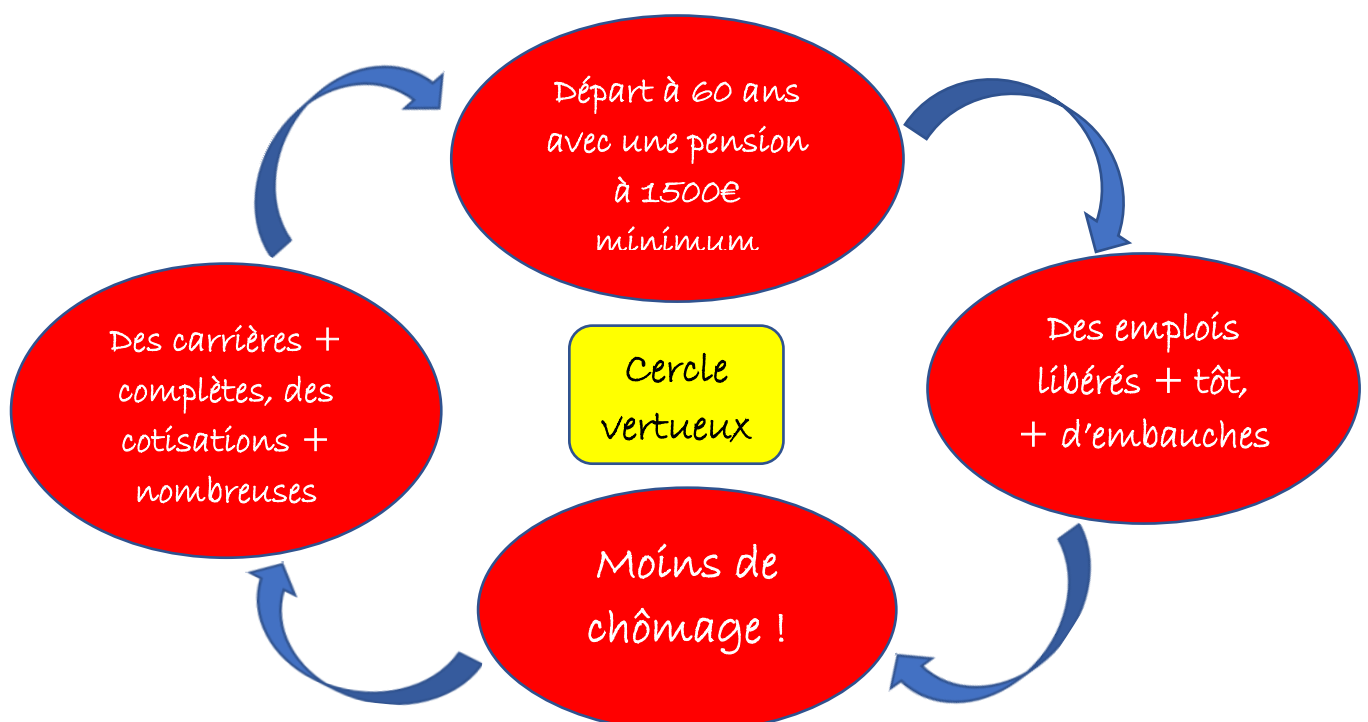 Départ à 60 ans
avec une pension
à 1500€
minimum
Des emplois
libérés + tôt,
+ d'embauches
Moins de
chômage !
Des carrières +
complètes, des
cotisations +
nombreuses
Cercle
vertueux